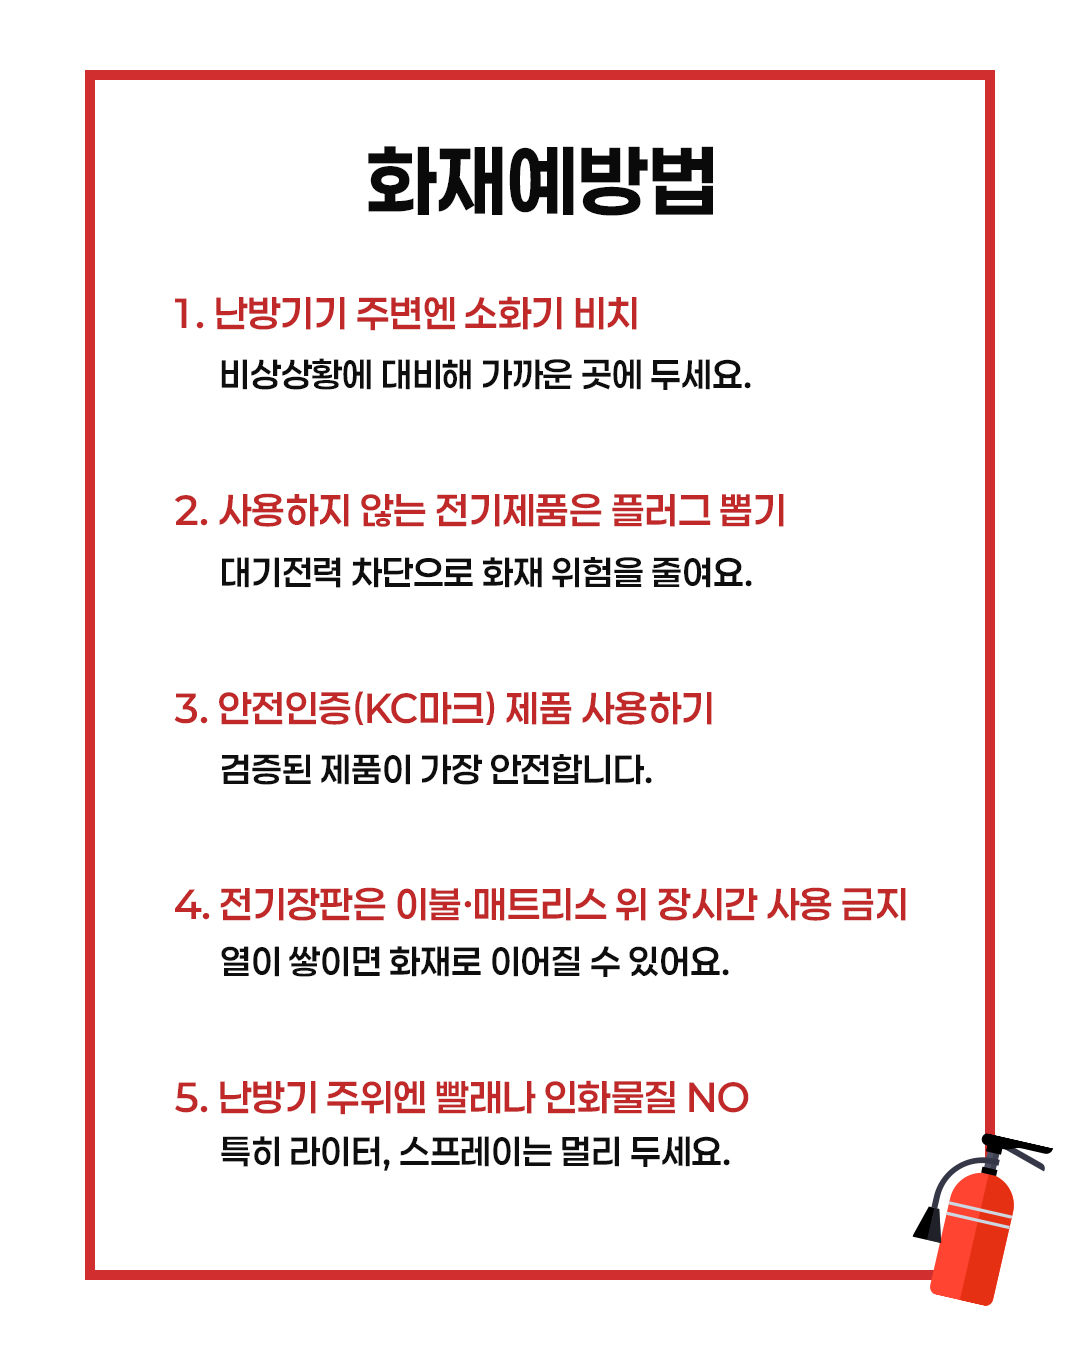 화재예방법
1. 난방기기 주변엔 소화기 비치
비상상황에 대비해 가까운 곳에 두세요.
2. 사용하지 않는 전기제품은 플러그 뽑기
대기전력 차단으로 화재 위험을 줄여요.
3. 안전인증(KC마크) 제품 사용하기
검증된 제품이 가장 안전합니다.
4. 전기장판은 이불·매트리스 위 장시간 사용 금지
열이 쌓이면 화재로 이어질 수 있어요.
5. 난방기 주위엔 빨래나 인화물질 NO
특히 라이터, 스프레이는 멀리 두세요.